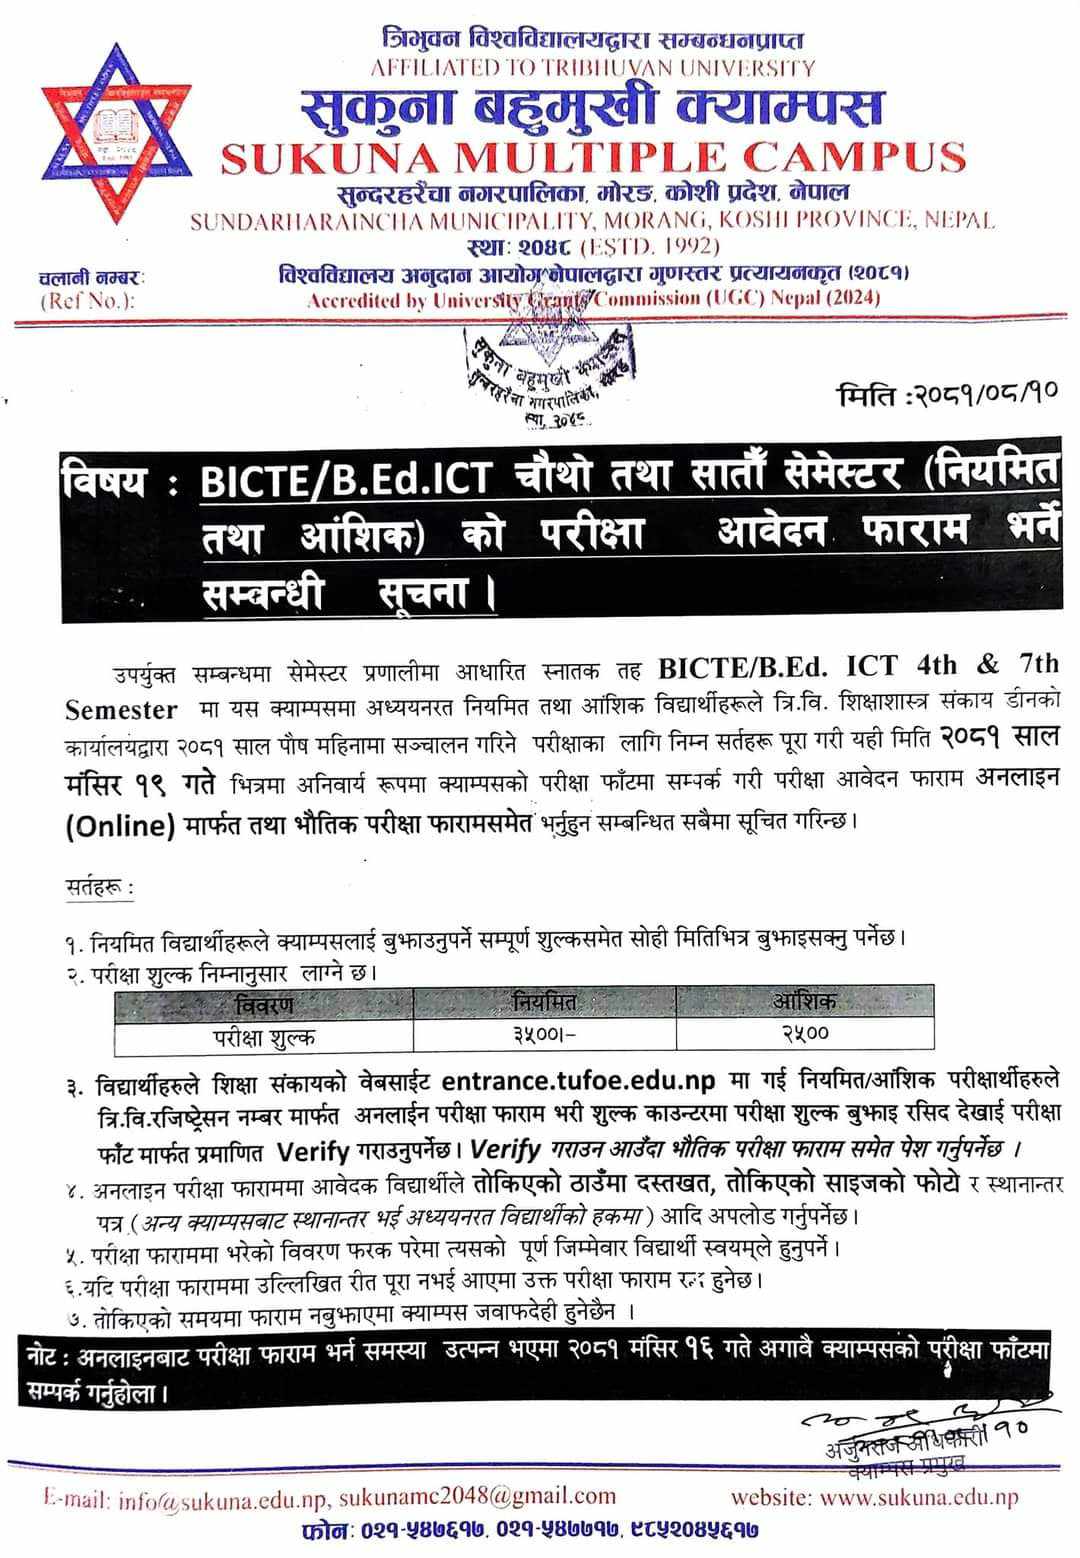 त्रिभुवन विश्वविद्यालयद्वारा सम्बन्धनप्राप्त
AFFILIATED TO TRIBHUVAN UNIVERSITY
सुकुना बहुमुखी क्याम्पस
SUKUNA MULTIPLE CAMPUS
सुन्दरहरैंचा नगरपालिका, मोरङ, कोशी प्रदेश, नेपाल
SUNDARHARAINCHA MUNICIPALITY, MORANG, KOSHI PROVINCE, NEPAL
स्था: २०४८ (ESTD. 1992)
चलानी नम्बर:
विश्वविद्यालय अनुदान आयोग नेपालद्वारा गुणस्तर प्रत्यायनकृत (२०८१)
(Ref No.):
Accredited by University Grants Commission (UGC) Nepal (2024)
सुकुना बहुमुखी क्याम्पस
सुन्दरहरैंचा नगरपालिका, मोरङ
स्था. २०४८
मिति :२०८१/०८/१०
विषय : BICTE/B.Ed.ICT चौथो तथा सातौँ सेमेस्टर (नियमित
तथा आंशिक) को परीक्षा आवेदन फाराम भर्ने
सम्बन्धी सूचना ।
उपर्युक्त सम्बन्धमा सेमेस्टर प्रणालीमा आधारित स्नातक तह BICTE/B.Ed. ICT 4th & 7th
Semester मा यस क्याम्पसमा अध्ययनरत नियमित तथा आंशिक विद्यार्थीहरूले त्रि.वि. शिक्षाशास्त्र संकाय डीनको
कार्यालयद्वारा २०८१ साल पौष महिनामा सञ्चालन गरिने परीक्षाका लागि निम्न सर्तहरू पूरा गरी यही मिति २०८१ साल
मंसिर १९ गते भित्रमा अनिवार्य रूपमा क्याम्पसको परीक्षा फाँटमा सम्पर्क गरी परीक्षा आवेदन फाराम अनलाइन
(Online) मार्फत तथा भौतिक परीक्षा फारामसमेत भर्नुहुन सम्बन्धित सबैमा सूचित गरिन्छ।
सर्तहरू :
१. नियमित विद्यार्थीहरूले क्याम्पसलाई बुझाउनुपर्ने सम्पूर्ण शुल्कसमेत सोही मितिभित्र बुझाइसक्नु पर्नेछ।
२. परीक्षा शुल्क निम्नानुसार लाग्ने छ।
विवरण नियमित आंशिक
परीक्षा शुल्क ३५००।- २५००
३. विद्यार्थीहरुले शिक्षा संकायको वेबसाईट entrance.tufoe.edu.np मा गई नियमित/आंशिक परीक्षार्थीहरुले
त्रि.वि.रजिष्ट्रेसन नम्बर मार्फत अनलाईन परीक्षा फाराम भरी शुल्क काउन्टरमा परीक्षा शुल्क बुझाइ रसिद देखाई परीक्षा
फाँट मार्फत प्रमाणित Verify गराउनुपर्नेछ। Verify गराउन आउँदा भौतिक परीक्षा फाराम समेत पेश गर्नुपर्नेछ ।
४. अनलाइन परीक्षा फाराममा आवेदक विद्यार्थीले तोकिएको ठाउँमा दस्तखत, तोकिएको साइजको फोटो र स्थानान्तर
पत्र (अन्य क्याम्पसबाट स्थानान्तर भई अध्ययनरत विद्यार्थीको हकमा) आदि अपलोड गर्नुपर्नेछ।
५. परीक्षा फाराममा भरेको विवरण फरक परेमा त्यसको पूर्ण जिम्मेवार विद्यार्थी स्वयम्‌ले हुनुपर्ने।
६.यदि परीक्षा फाराममा उल्लिखित रीत पूरा नभई आएमा उक्त परीक्षा फाराम रद्द हुनेछ।
७. तोकिएको समयमा फाराम नबुझाएमा क्याम्पस जवाफदेही हुनेछैन ।
नोट : अनलाइनबाट परीक्षा फाराम भर्न समस्या उत्पन्न भएमा २०८१ मंसिर १६ गते अगावै क्याम्पसको परीक्षा फाँटमा
सम्पर्क गर्नुहोला।
अर्जुनराज अधिकारी
क्याम्पस प्रमुख
E-mail: info@sukuna.edu.np, sukunamc2048@gmail.com
website: www.sukuna.edu.np
फोन: ०२१-५४७६१७, ०२१-५४७७१७, ९८५२०४५६१७